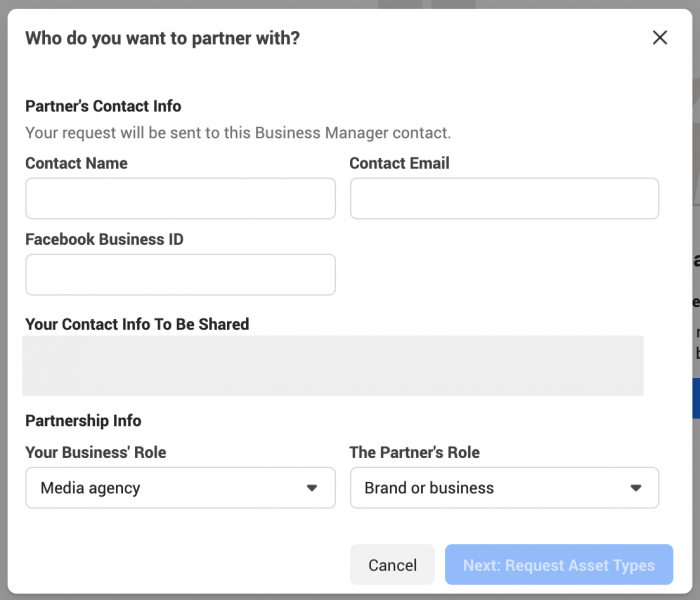 Who do you want to partner with?
Partner's Contact Info
Your request will be sent to this Business Manager contact.
Contact Name
Contact Email
Facebook Business ID
Your Contact Info To Be Shared
Partnership Info
Your Business' Role
The Partner's Role
Media agency
Brand or business
Cancel
Next: Request Asset Types